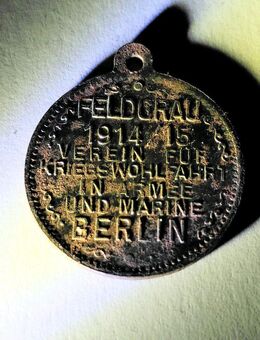 FELDGRAU
1914/15
VEREIN FÜR
KRIEGSWOHLFAHRT
IN ARMEE
UND MARINE
BERLIN